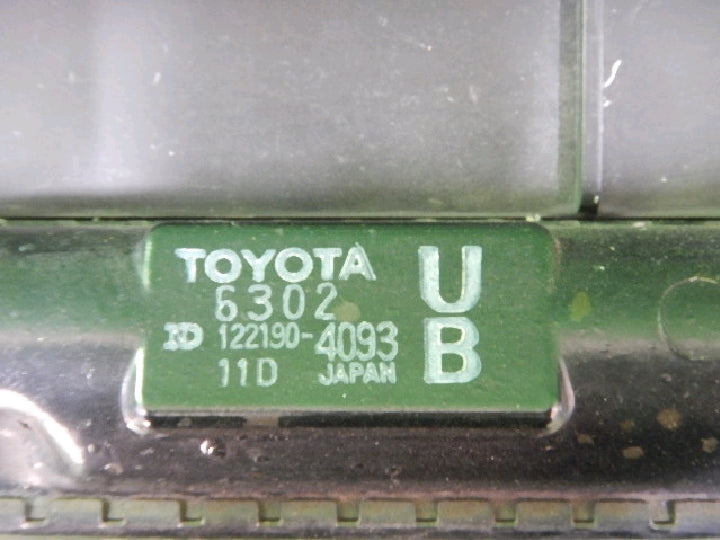 TOYOTA
6302
ID 122190-4093
11D JAPAN
U
B